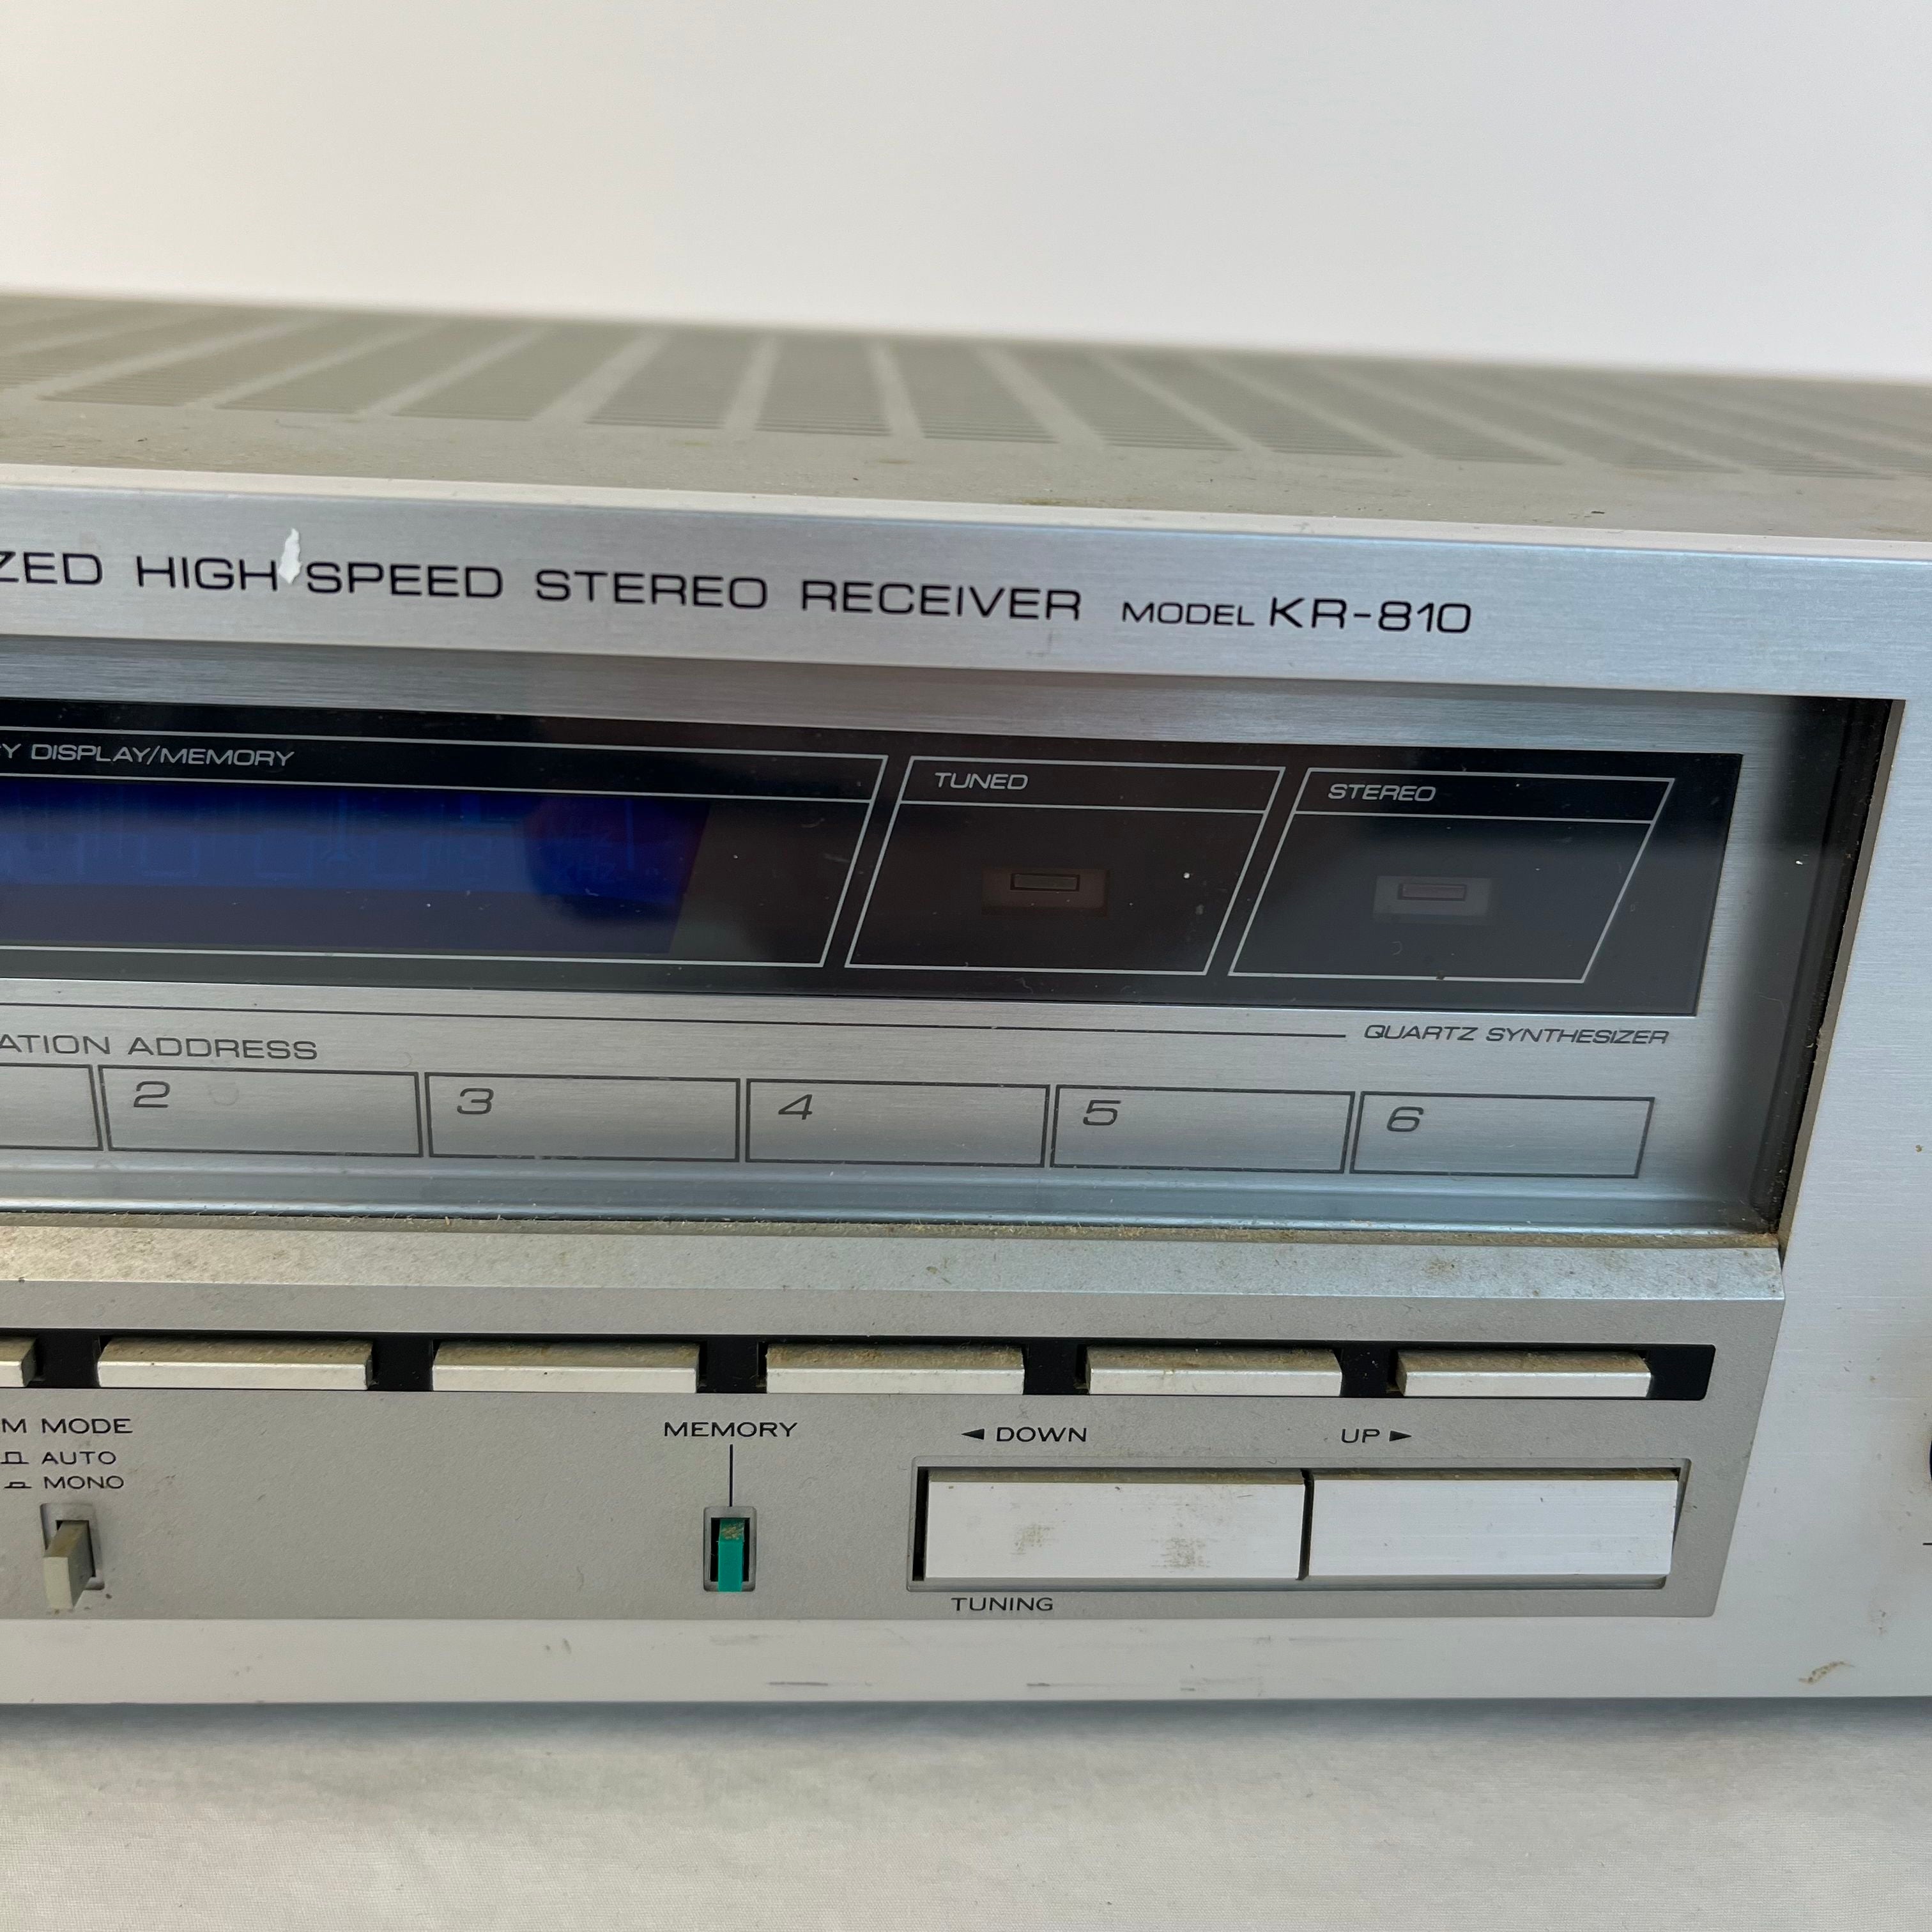 ZED HIGH SPEED STEREO RECEIVER MODEL KR-810
Y DISPLAY/MEMORY
TUNED
STEREO
QUARTZ SYNTHESIZER
ATION ADDRESS
2 3 4 5 6
M MODE
AUTO
MONO
MEMORY
◄ DOWN
UP ►
TUNING